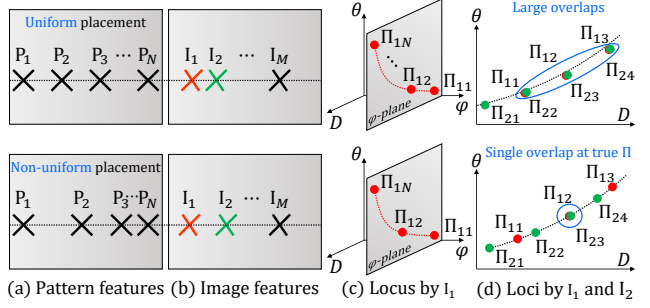 Uniform placement
P1 P2 P3 ··· PN
I1 I2 ··· IM
θ
Π1N
Π12
Π11
φ-plane
D
φ
Large overlaps
θ
Π13
Π12
Π11
Π24
Π23
Π22
Π21
D
Non-uniform placement
P1 P2 P3 ··· PN
I1 I2 ··· IM
θ
Π1N
Π12
Π11
φ-plane
D
φ
Single overlap at true Π
θ
Π13
Π12
Π11
Π24
Π23
Π22
Π21
D
(a) Pattern features (b) Image features (c) Locus by I1 (d) Loci by I1 and I2